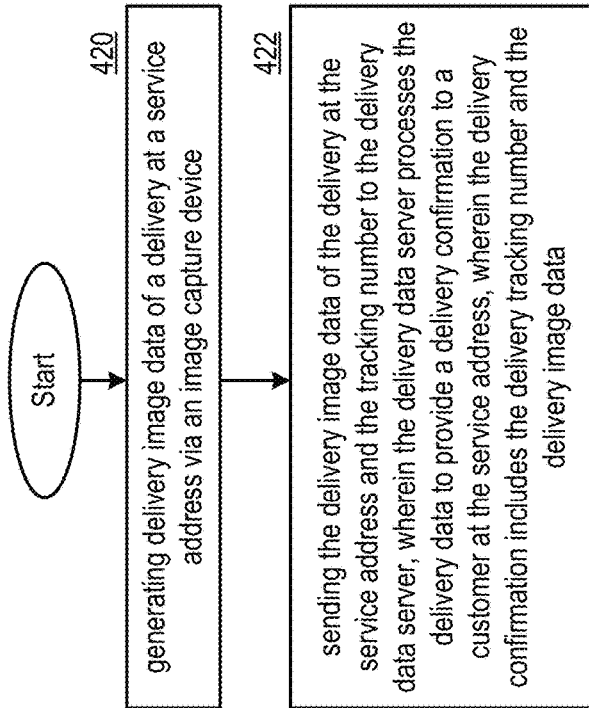 Start
420
generating delivery image data of a delivery at a service
address via an image capture device
422
sending the delivery image data of the delivery at the
service address and the tracking number to the delivery
data server, wherein the delivery data server processes the
delivery data to provide a delivery confirmation to a
customer at the service address, wherein the delivery
confirmation includes the delivery tracking number and the
delivery image data